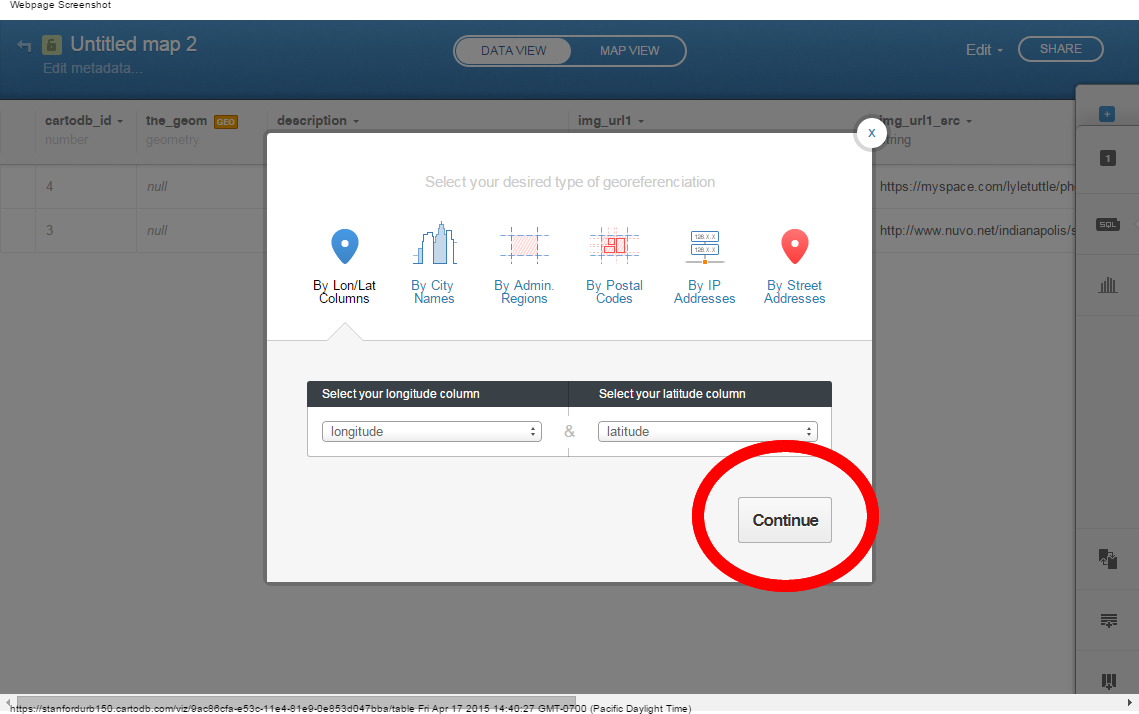 Webpage Screenshot
Untitled map 2
DATA VIEW
MAP VIEW
Edit
SHARE
Edit metadata...
cartodb_id
the_geom
GEO
description
img_url1
img_url1_src
number
geometry
tring
4
null
https://myspace.com/lyletuttle/pho
3
null
http://www.nuvo.net/indianapolis/s
x
1
SQL
Select your desired type of georeferenciation
128.X.X
128.X.X
By Lon/Lat
Columns
By City
Names
By Admin.
Regions
By Postal
Codes
By IP
Addresses
By Street
Addresses
Select your longitude column
Select your latitude column
longitude
&
latitude
Continue
https://stanfordurb150.cartodb.com/viz/9ac86cfa-e53c-11e4-81e9-0e853d047bba/table Fri Apr 17 2015 14:40:27 GMT-0700 (Pacific Daylight Time)